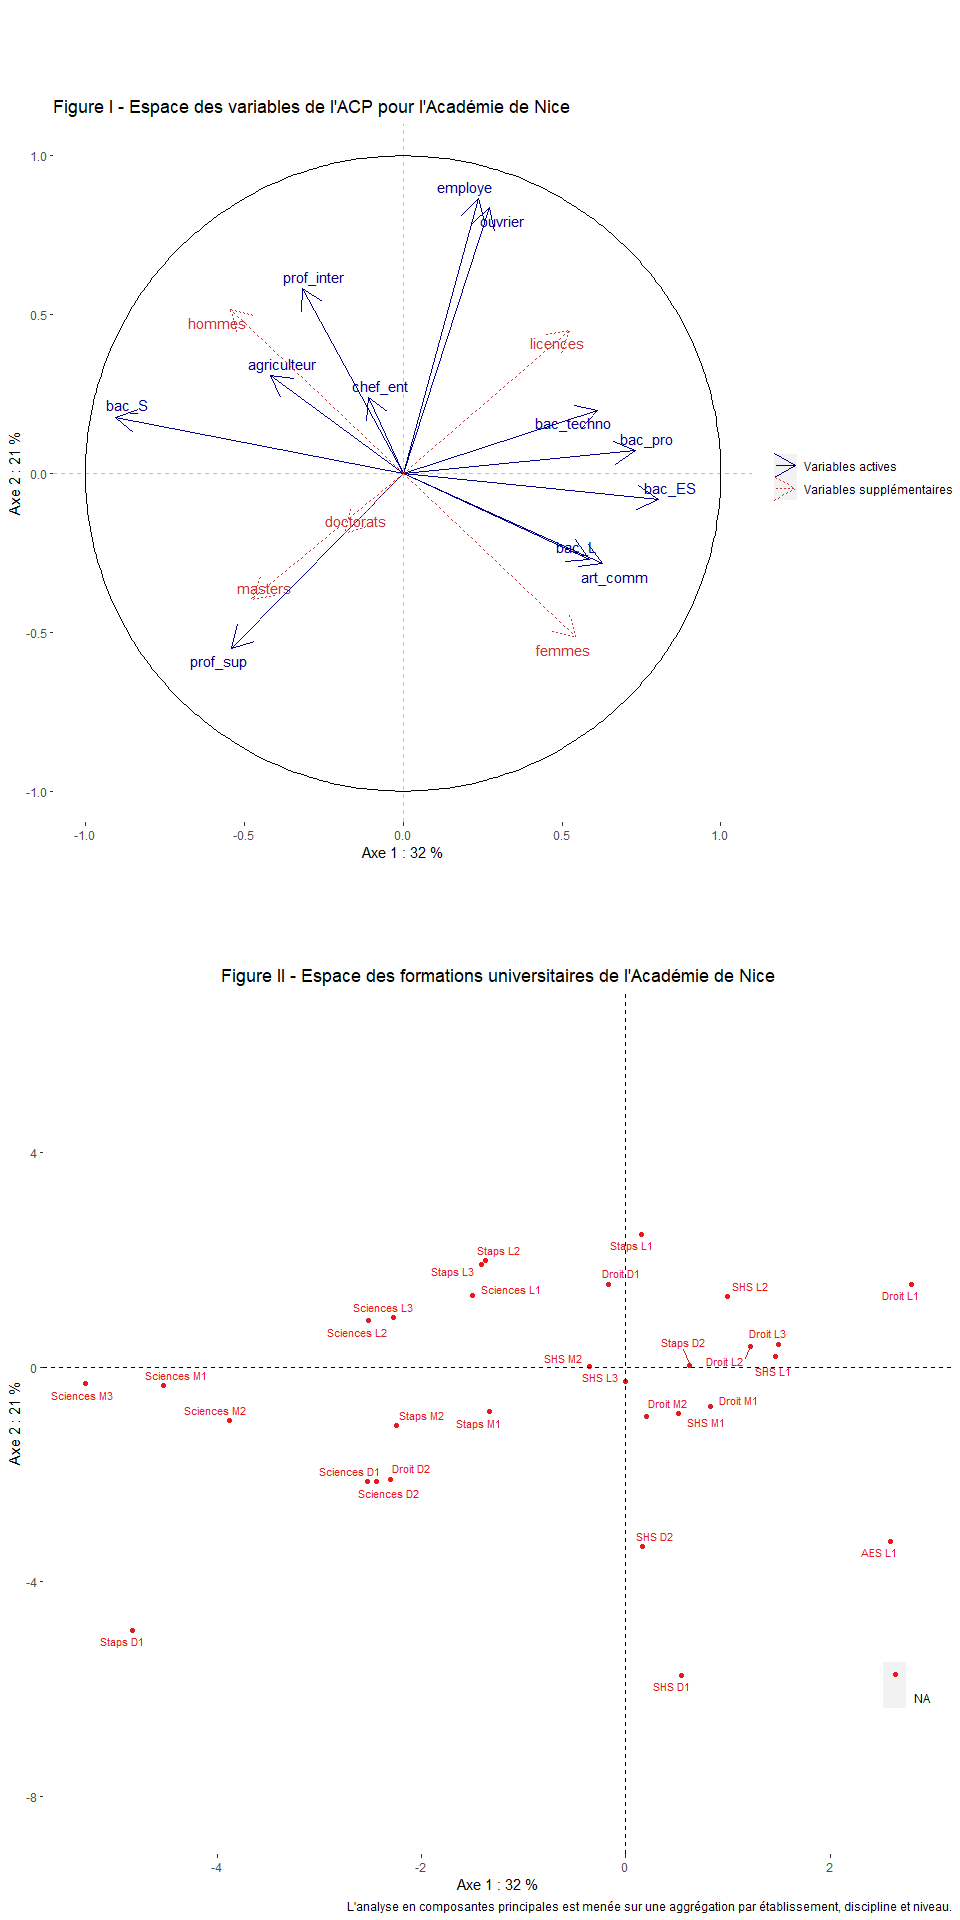 Figure I - Espace des variables de l'ACP pour l'Académie de Nice
1.0
employe
ouvrier
prof_inter
0.5
hommes
licences
agriculteur
chef_ent
bac_S
bac_techno
bac_pro
Axe 2 : 21 %
0.0
Variables actives
bac_ES
Variables supplémentaires
doctorats
bac_L
art_comm
masters
-0.5
femmes
prof_sup
-1.0
-1.0
-0.5
0.0
0.5
1.0
Axe 1 : 32 %
Figure II - Espace des formations universitaires de l'Académie de Nice
4
Staps L1
Staps L2
Staps L3
Droit D1
Sciences L1
SHS L2
Droit L1
Sciences L3
Sciences L2
Droit L3
Staps D2
Droit L2
SHS M2
0
SHS L1
Sciences M1
SHS L3
Sciences M3
Axe 2 : 21 %
Sciences M2
Staps M2
Staps M1
Droit M2
Droit M1
SHS M1
Sciences D1
Droit D2
Sciences D2
SHS D2
AES L1
-4
Staps D1
SHS D1
NA
-8
-4
-2
0
2
Axe 1 : 32 %
L'analyse en composantes principales est menée sur une aggrégation par établissement, discipline et niveau.